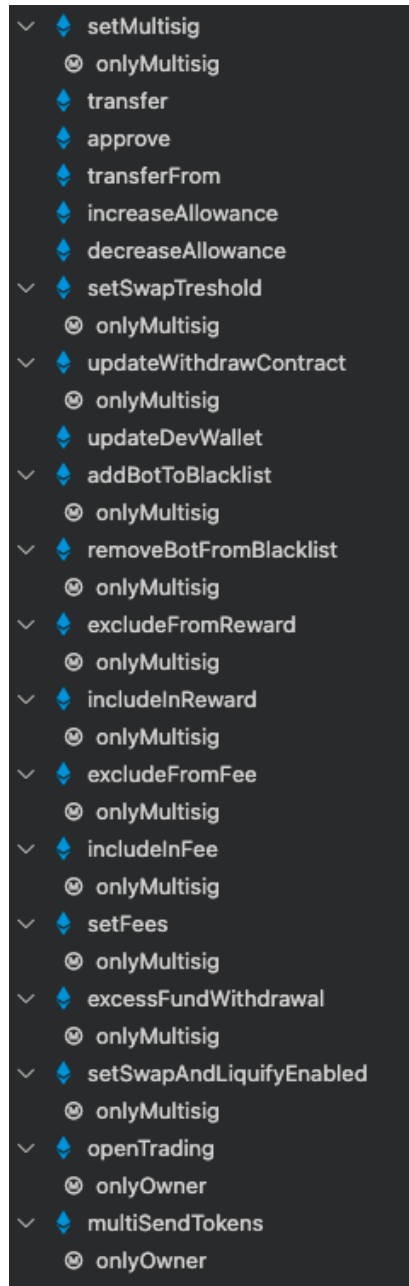 setMultisig
onlyMultisig
transfer
approve
transferFrom
increaseAllowance
decreaseAllowance
setSwapTreshold
onlyMultisig
updateWithdrawContract
onlyMultisig
updateDevWallet
addBotToBlacklist
onlyMultisig
removeBotFromBlacklist
onlyMultisig
excludeFromReward
onlyMultisig
includeInReward
onlyMultisig
excludeFromFee
onlyMultisig
includeInFee
onlyMultisig
setFees
onlyMultisig
excessFundWithdrawal
onlyMultisig
setSwapAndLiquifyEnabled
onlyMultisig
openTrading
onlyOwner
multiSendTokens
onlyOwner